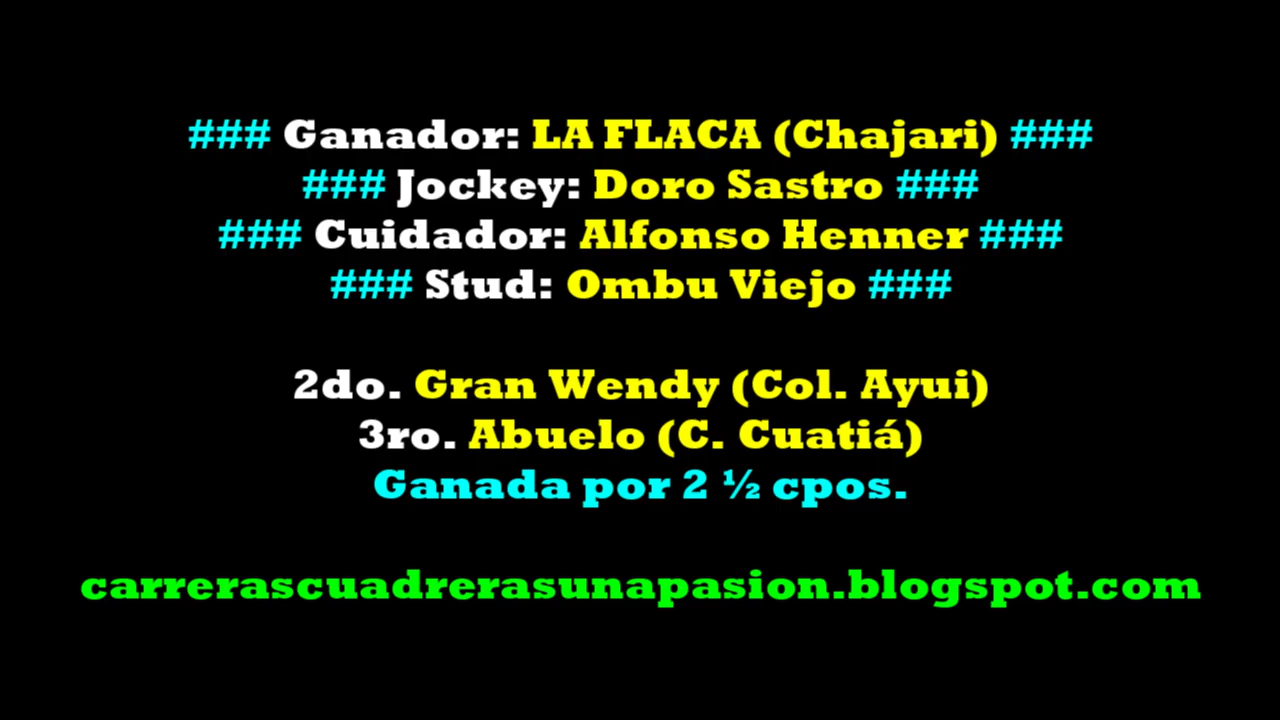 ### Ganador: LA FLACA (Chajari) ###
### Jockey: Doro Sastro ###
### Cuidador: Alfonso Henner ###
### Stud: Ombu Viejo ###
2do. Gran Wendy (Col. Ayui)
3ro. Abuelo (C. Cuatiá)
Ganada por 2 ½ cpos.
carrerascuadrerasunapasion.blogspot.com